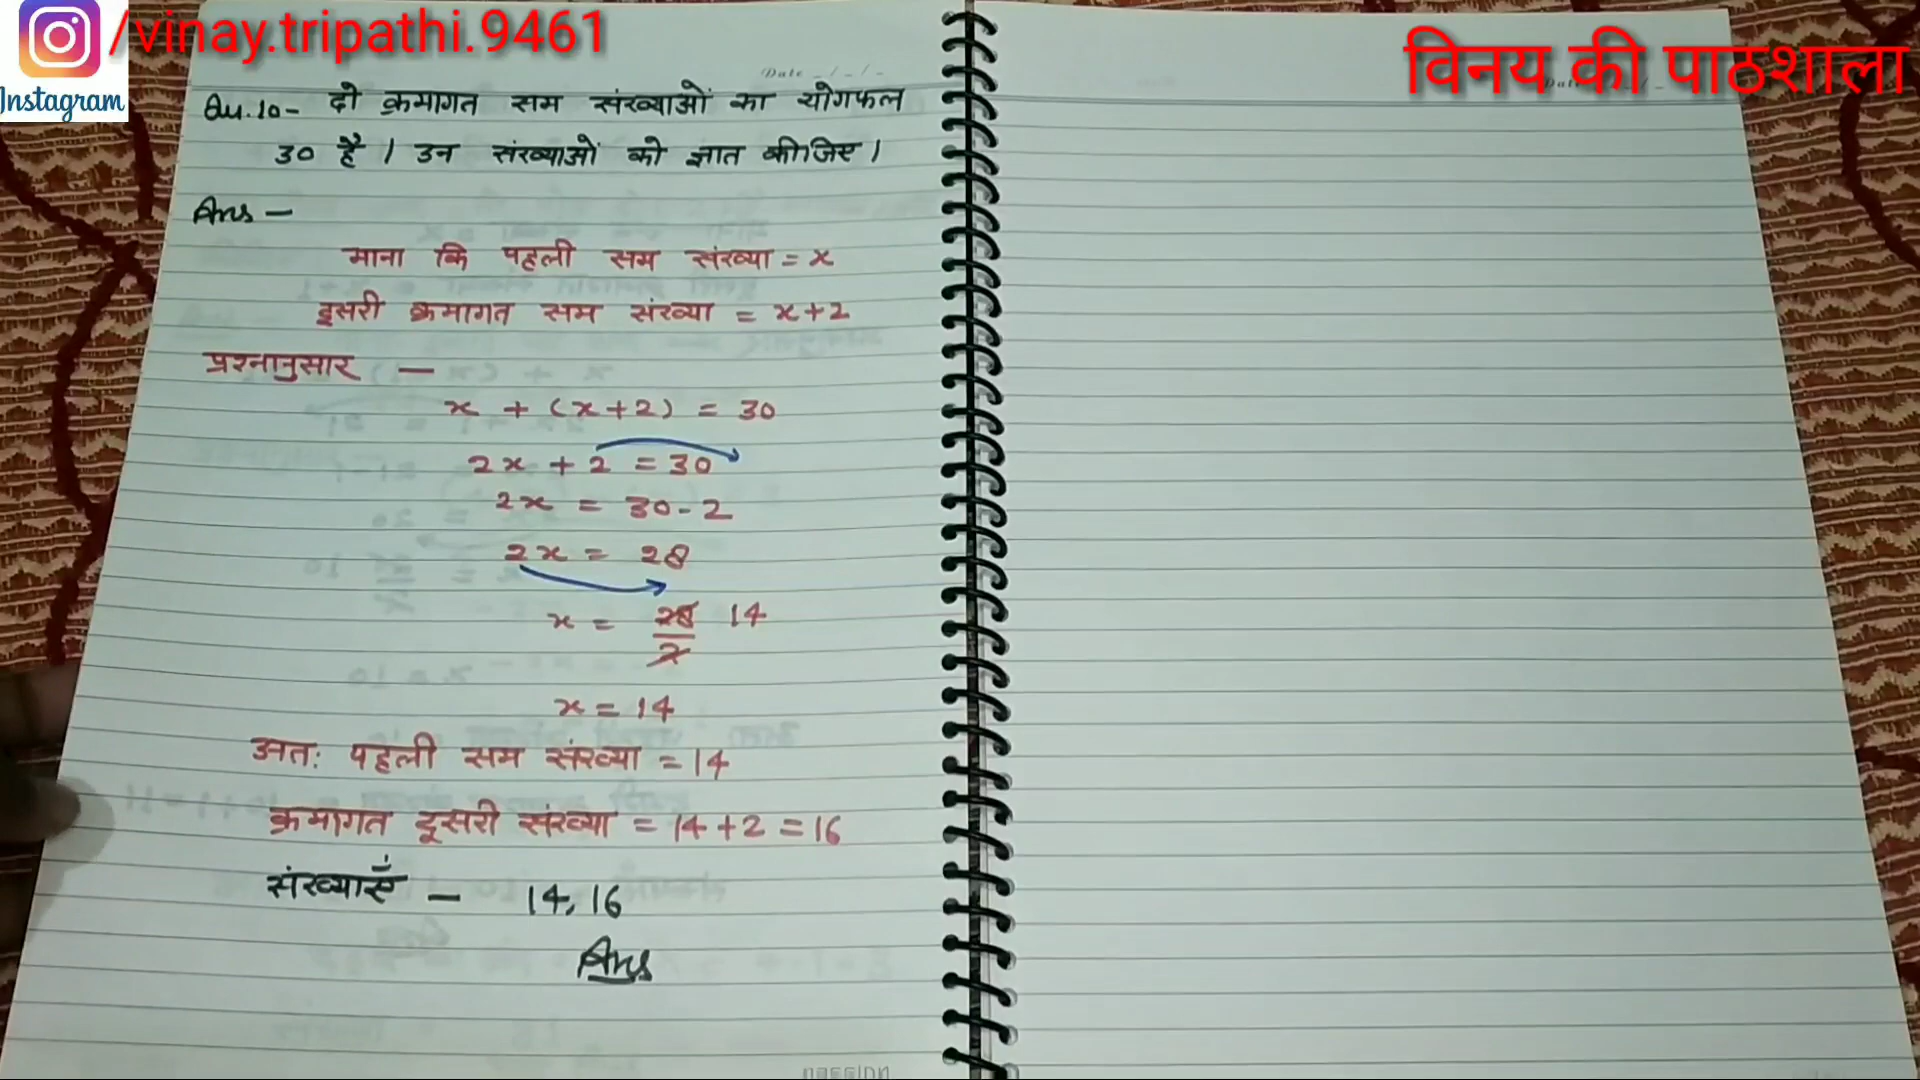 /vinay.tripathi.9461
Instagram
विनय की पाठशाला
Date
Qu.10- दो क्रमागत सम संख्याओं का योगफल
30 है । उन संख्याओं को ज्ञात कीजिए ।
Ans –
माना कि पहली सम संख्या = x
दूसरी क्रमागत सम संख्या = x+2
प्रश्नानुसार —
x + (x+2) = 30
2x + 2 = 30
2x = 30-2
2x = 28
x = 28/2 14
x = 14
अतः पहली सम संख्या = 14
क्रमागत दूसरी संख्या = 14+2 = 16
संख्याएँ – 14, 16
Ans